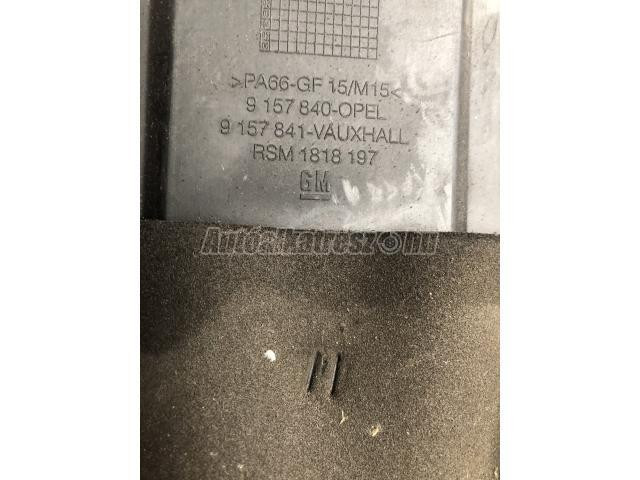 >PA66-GF 15/M15<
9 157 840-OPEL
9 157 841-VAUXHALL
RSM 1818 197
GM